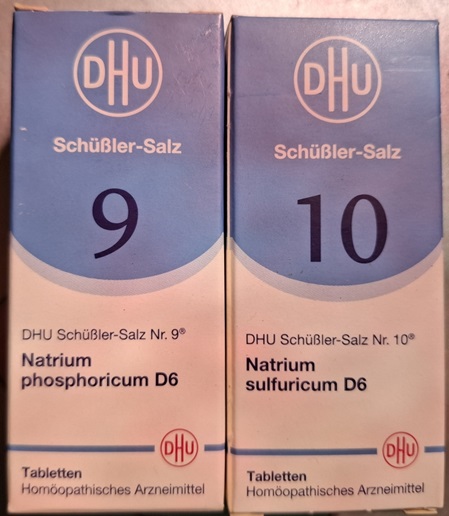 DHU
Schüßler-Salz
9
DHU Schüßler-Salz Nr. 9®
Natrium
phosphoricum D6
DHU
Tabletten
Homöopathisches Arzneimittel
DHU
Schüßler-Salz
10
DHU Schüßler-Salz Nr. 10®
Natrium
sulfuricum D6
DHU
Tabletten
Homöopathisches Arzneimittel